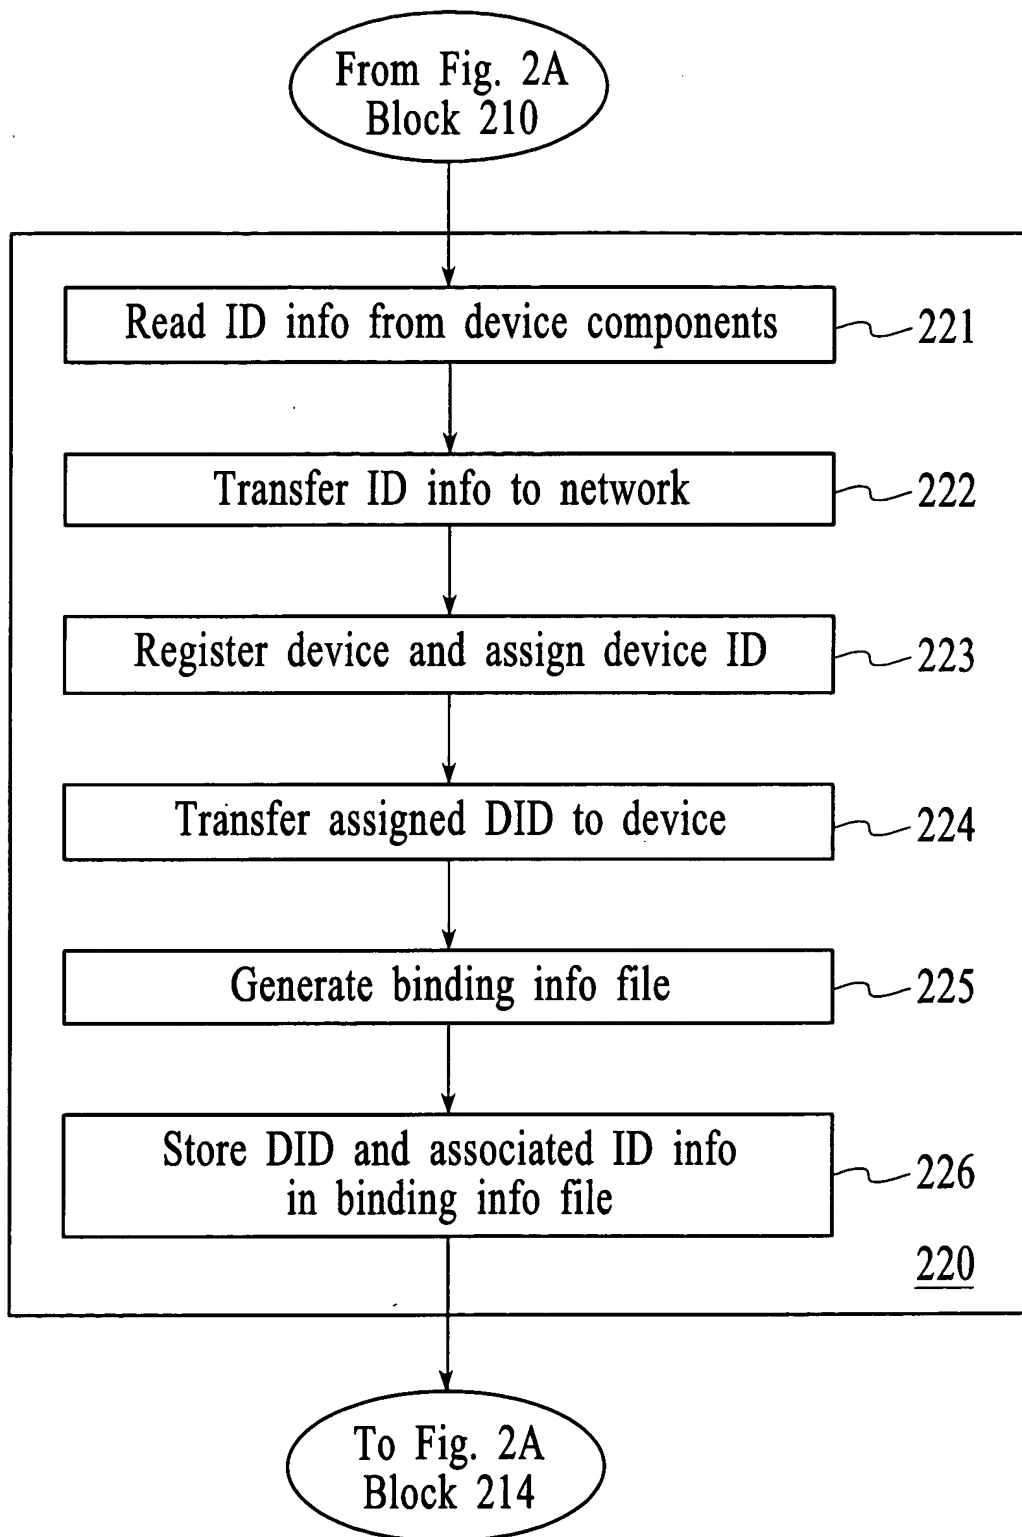 From Fig. 2A
Block 210
Read ID info from device components
221
Transfer ID info to network
222
Register device and assign device ID
223
Transfer assigned DID to device
224
Generate binding info file
225
Store DID and associated ID info
in binding info file
226
220
To Fig. 2A
Block 214